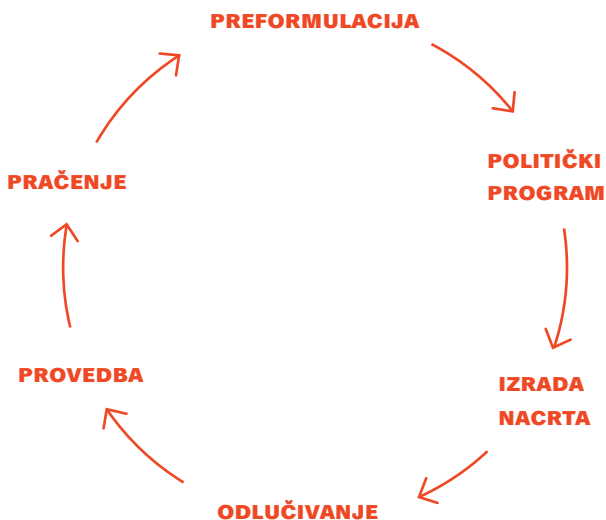 PREFORMULACIJA
POLITIČKI
PROGRAM
IZRADA
NACRTA
ODLUČIVANJE
PROVEDBA
PRAČENJE